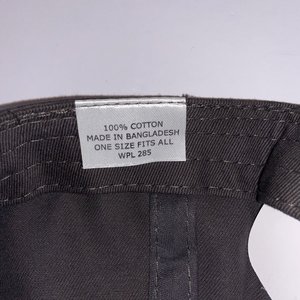 100% COTTON
MADE IN BANGLADESH
ONE SIZE FITS ALL
WPL 285